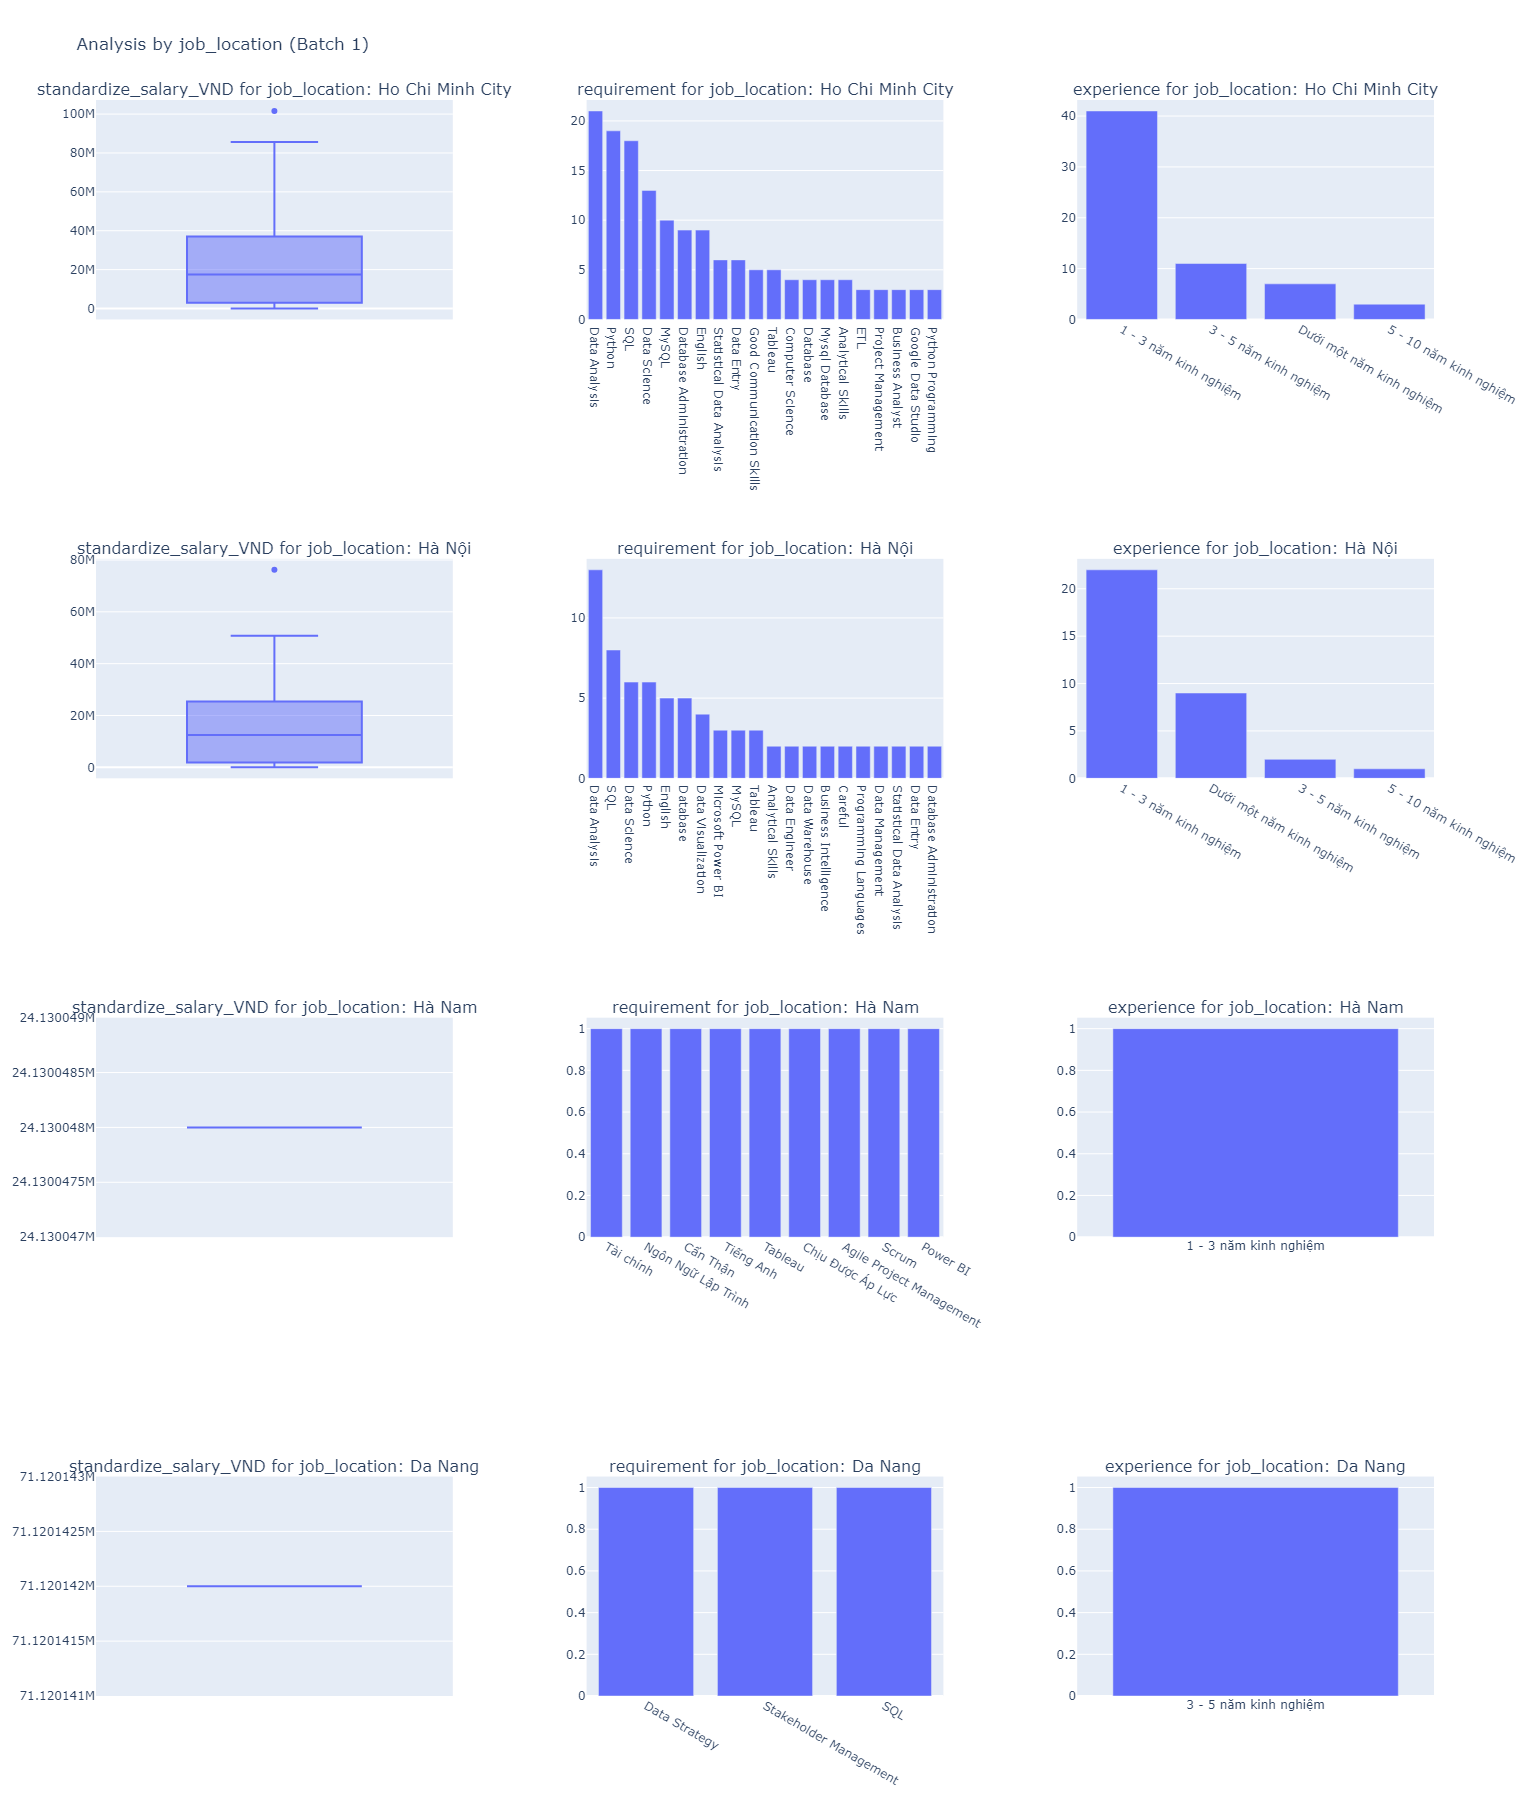 Analysis by job_location (Batch 1)
standardize_salary_VND for job_location: Ho Chi Minh City
100M
80M
60M
40M
20M
0
requirement for job_location: Ho Chi Minh City
20
15
10
5
0
Data Analysis
Python
SQL
Data Science
MySQL
Database Administration
English
Statistical Data Analysis
Data Entry
Good Communication Skills
Tableau
Computer Science
Database
Mysql Database
Analytical Skills
ETL
Project Management
Business Analyst
Google Data Studio
Python Programming
experience for job_location: Ho Chi Minh City
40
30
20
10
0
1 - 3 năm kinh nghiệm
3 - 5 năm kinh nghiệm
Dưới một năm kinh nghiệm
5 - 10 năm kinh nghiệm
standardize_salary_VND for job_location: Hà Nội
80M
60M
40M
20M
0
requirement for job_location: Hà Nội
10
5
0
Data Analysis
SQL
Data Science
Python
English
Database
Data Visualization
Microsoft Power BI
MySQL
Tableau
Analytical Skills
Data Engineer
Data Warehouse
Business Intelligence
Careful
Programming Languages
Data Management
Statistical Data Analysis
Data Entry
Database Administration
experience for job_location: Hà Nội
20
15
10
5
0
1 - 3 năm kinh nghiệm
Dưới một năm kinh nghiệm
3 - 5 năm kinh nghiệm
5 - 10 năm kinh nghiệm
standardize_salary_VND for job_location: Hà Nam
24.130049M
24.1300485M
24.130048M
24.1300475M
24.130047M
requirement for job_location: Hà Nam
1
0.8
0.6
0.4
0.2
0
Tài chính
Ngôn Ngữ Lập Trình
Cẩn Thận
Tiếng Anh
Tableau
Chịu Được Áp Lực
Agile Project Management
Scrum
Power BI
experience for job_location: Hà Nam
1
0.8
0.6
0.4
0.2
0
1 - 3 năm kinh nghiệm
standardize_salary_VND for job_location: Da Nang
71.120143M
71.1201425M
71.120142M
71.1201415M
71.120141M
requirement for job_location: Da Nang
1
0.8
0.6
0.4
0.2
0
Data Strategy
Stakeholder Management
SQL
experience for job_location: Da Nang
1
0.8
0.6
0.4
0.2
0
3 - 5 năm kinh nghiệm